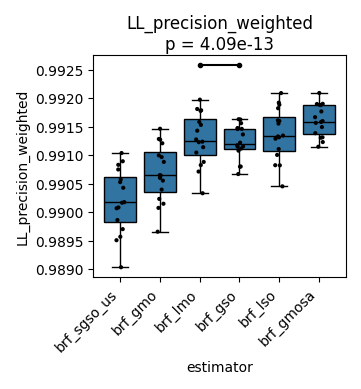 LL_precision_weighted
p = 4.09e-13
LL_precision_weighted
0.9925
0.9920
0.9915
0.9910
0.9905
0.9900
0.9895
0.9890
brf_sgso_us
brf_gmo
brf_lmo
brf_gso
brf_lso
brf_gmosa
estimator